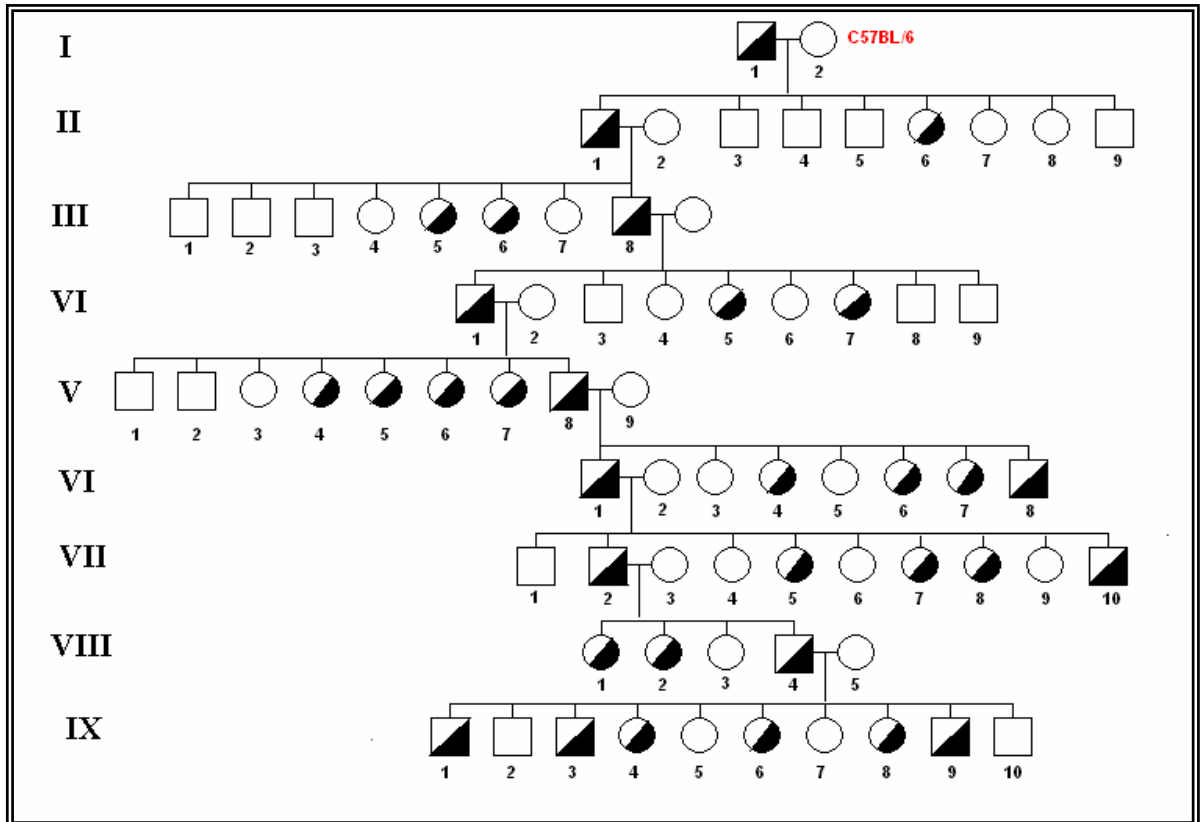 I
C57BL/6
1 2
II
1 2 3 4 5 6 7 8 9
III
1 2 3 4 5 6 7 8
VI
1 2 3 4 5 6 7 8 9
V
1 2 3 4 5 6 7 8 9
VI
1 2 3 4 5 6 7 8
VII
1 2 3 4 5 6 7 8 9 10
VIII
1 2 3 4 5
IX
1 2 3 4 5 6 7 8 9 10